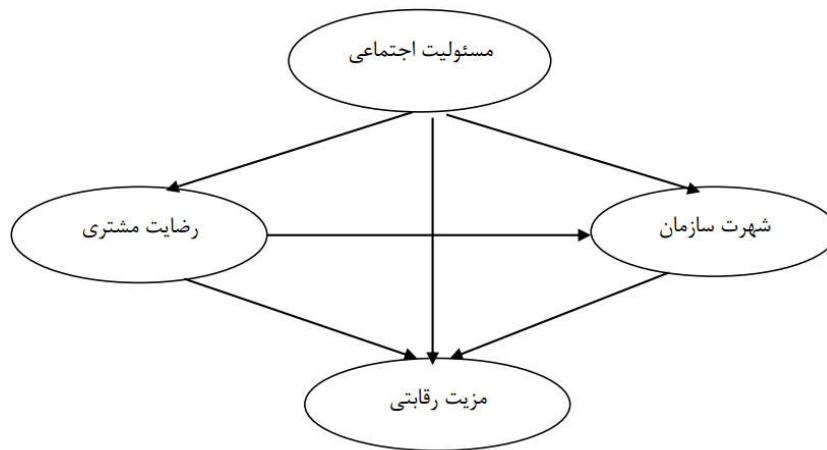 مسئولیت اجتماعی
شهرت سازمان
رضایت مشتری
مزیت رقابتی